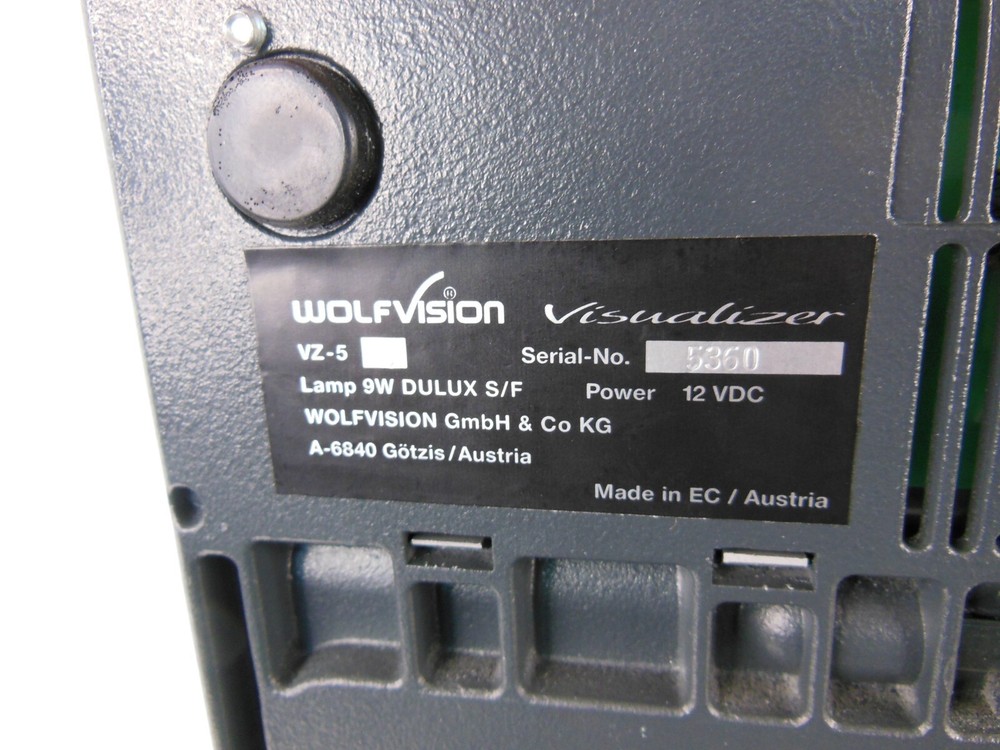 WOLFVISION ® Visualizer
VZ-5 Serial-No. 5360
Lamp 9W DULUX S/F Power 12 VDC
WOLFVISION GmbH & Co KG
A-6840 Götzis/Austria
Made in EC / Austria